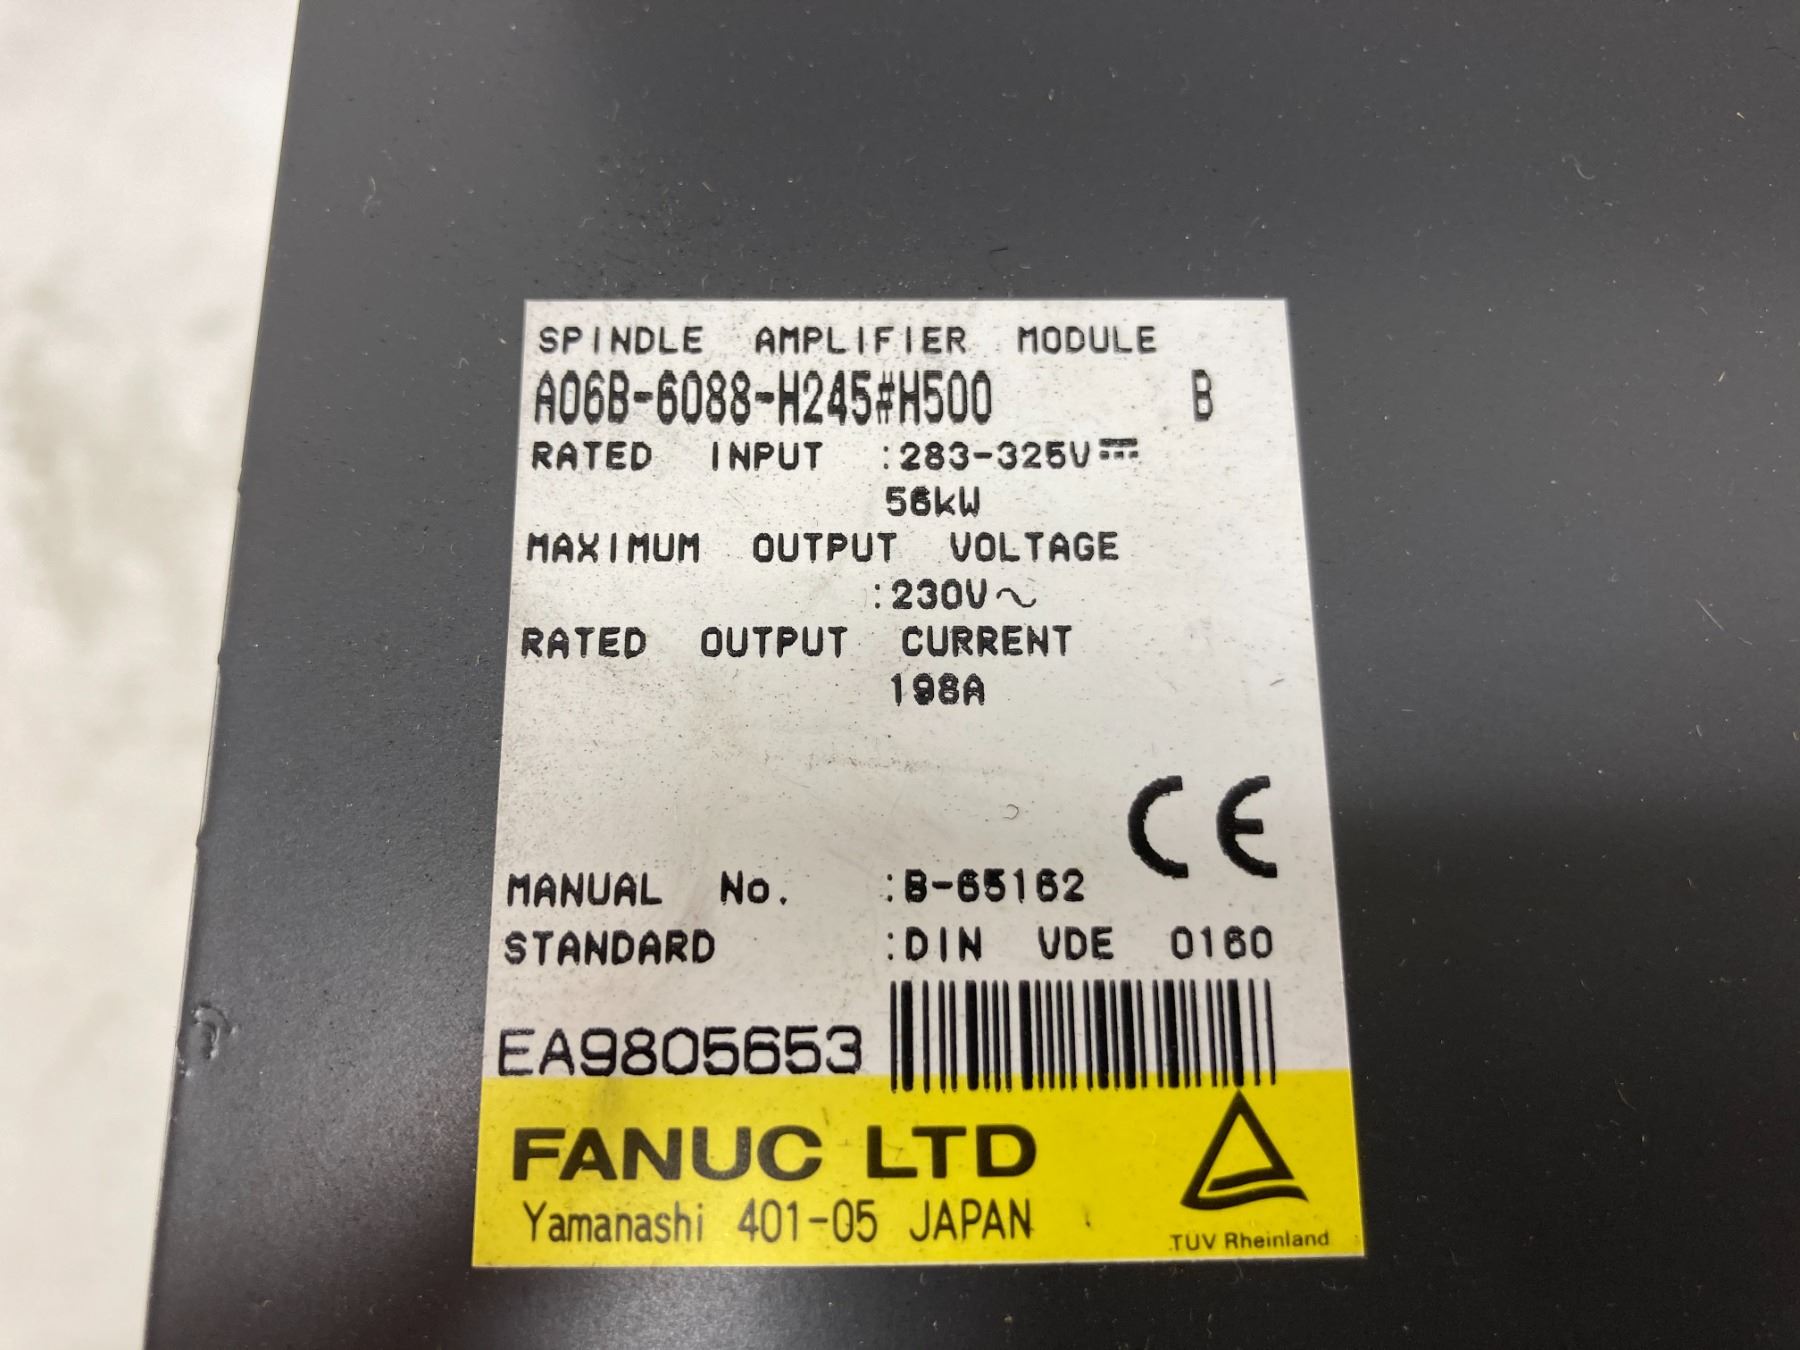 SPINDLE AMPLIFIER MODULE
A06B-6088-H245#H500 B
RATED INPUT :283-325V⎓
56kW
MAXIMUM OUTPUT VOLTAGE
:230V～
RATED OUTPUT CURRENT
198A
CE
MANUAL No. :B-65162
STANDARD :DIN VDE 0160
EA9805653
FANUC LTD
Yamanashi 401-05 JAPAN
TÜV Rheinland